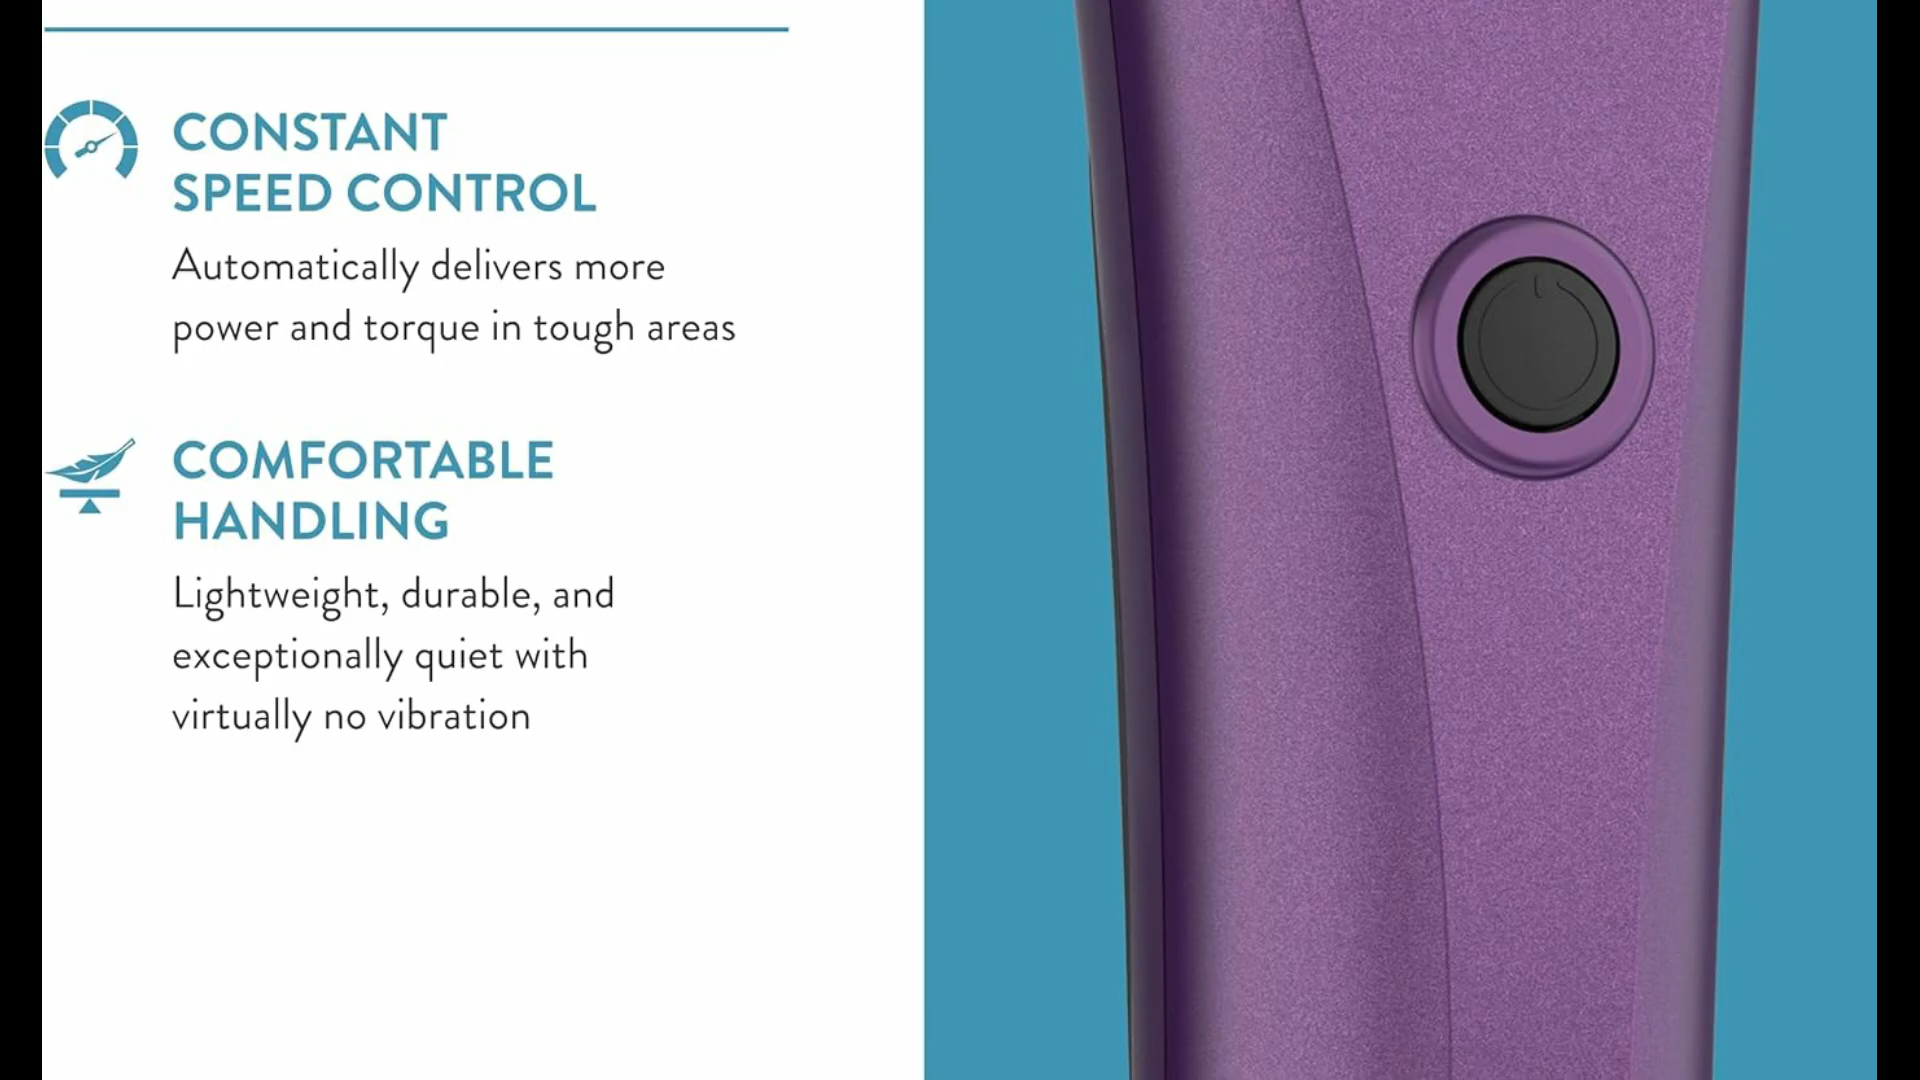 CONSTANT
SPEED CONTROL
Automatically delivers more
power and torque in tough areas
COMFORTABLE
HANDLING
Lightweight, durable, and
exceptionally quiet with
virtually no vibration